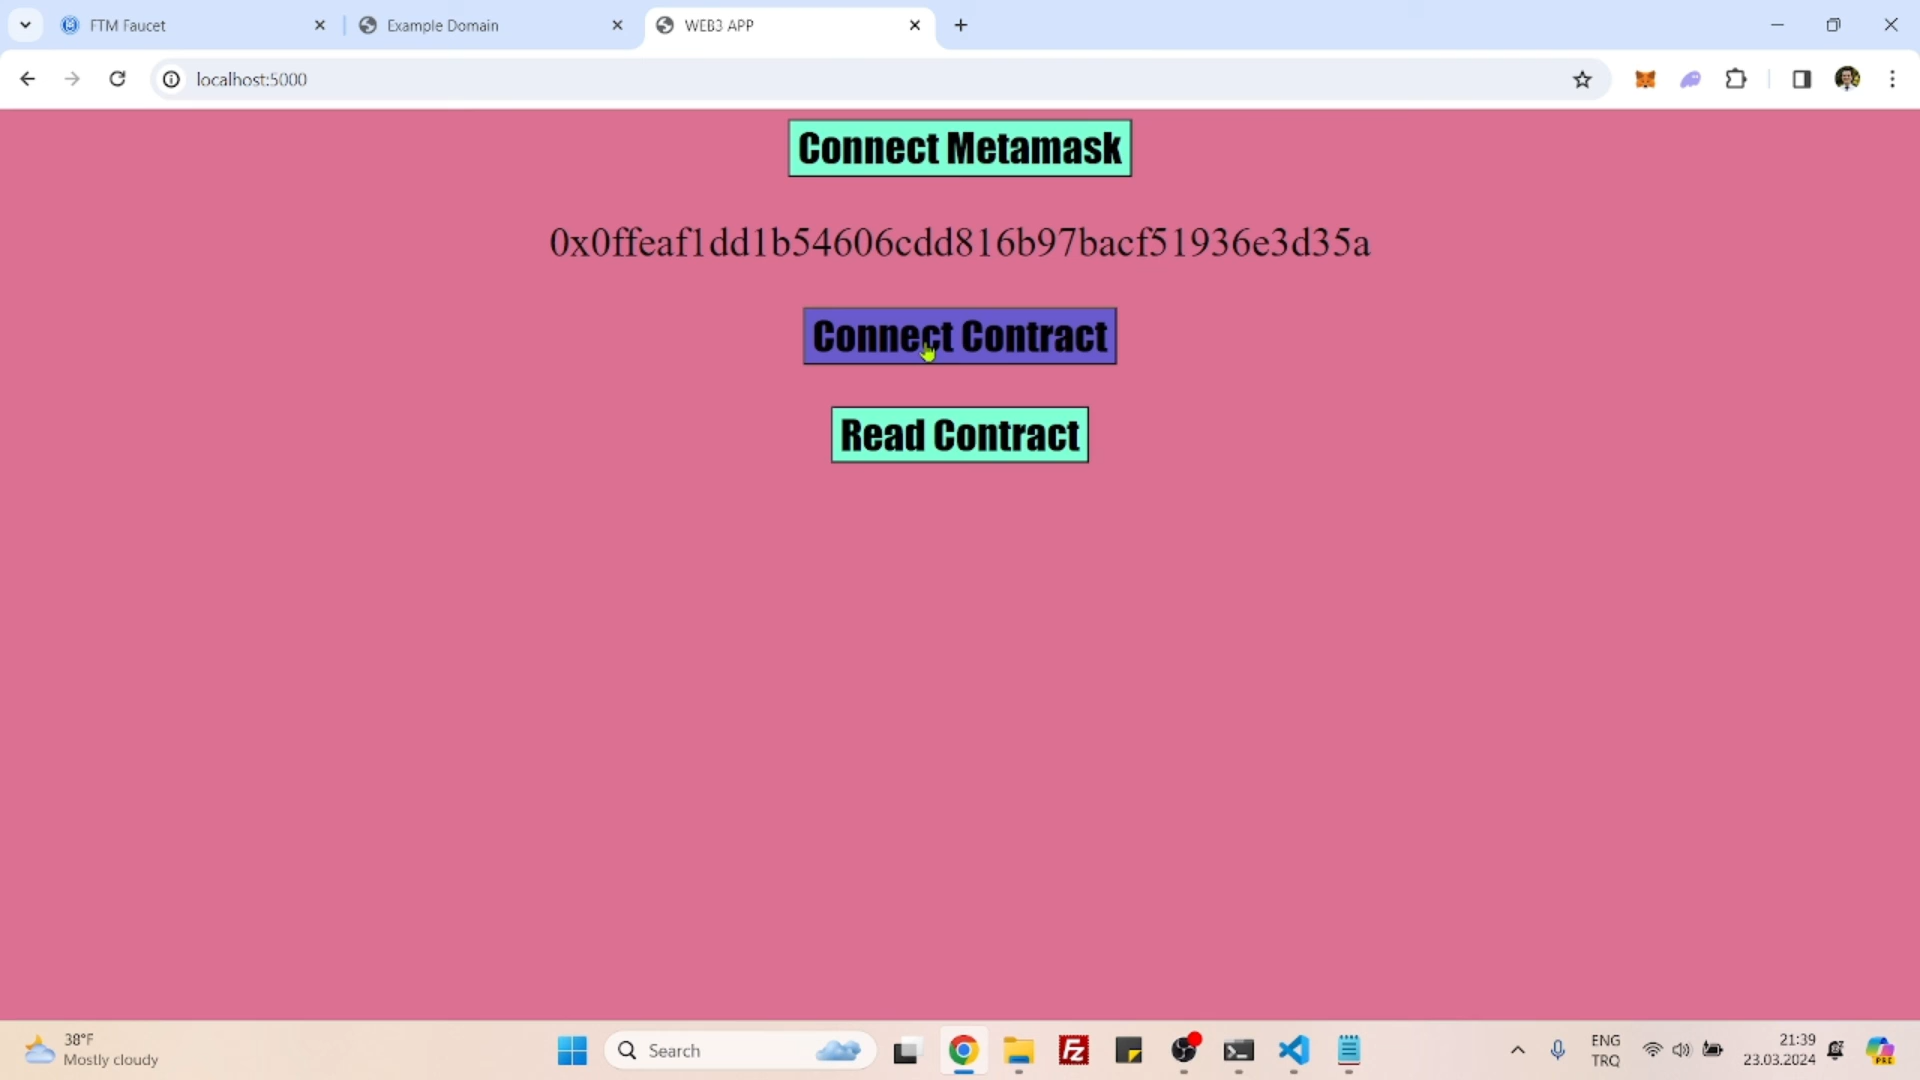 FTM Faucet
Example Domain
WEB3 APP
localhost:5000
Connect Metamask
0x0ffeaf1dd1b54606cdd816b97bacf51936e3d35a
Connect Contract
Read Contract
38°F
Mostly cloudy
Search
ENG
TRQ
21:39
23.03.2024
PRE